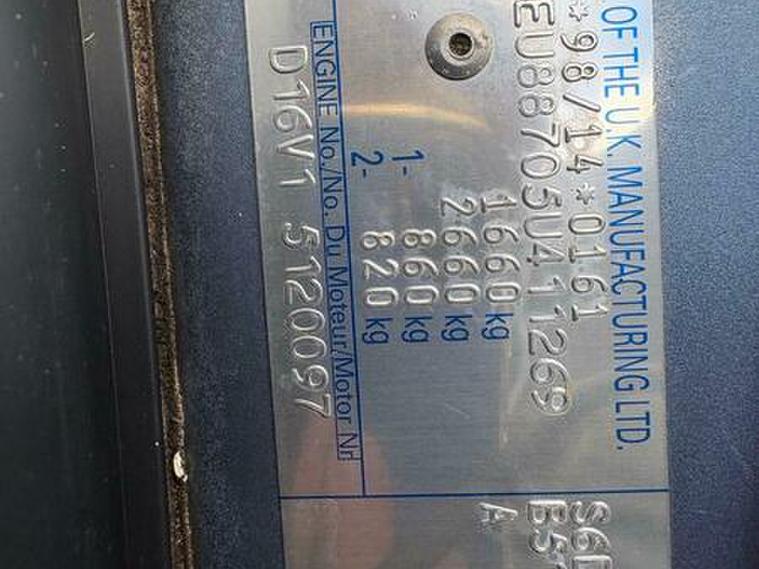 OF THE U.K. MANUFACTURING LTD.
*98/14*0161
EU88705U411269
1660 kg
2660 kg
1- 860 kg
2- 820 kg
ENGINE No./No. Du Moteur/Motor Nr
D16V1 5120097
A